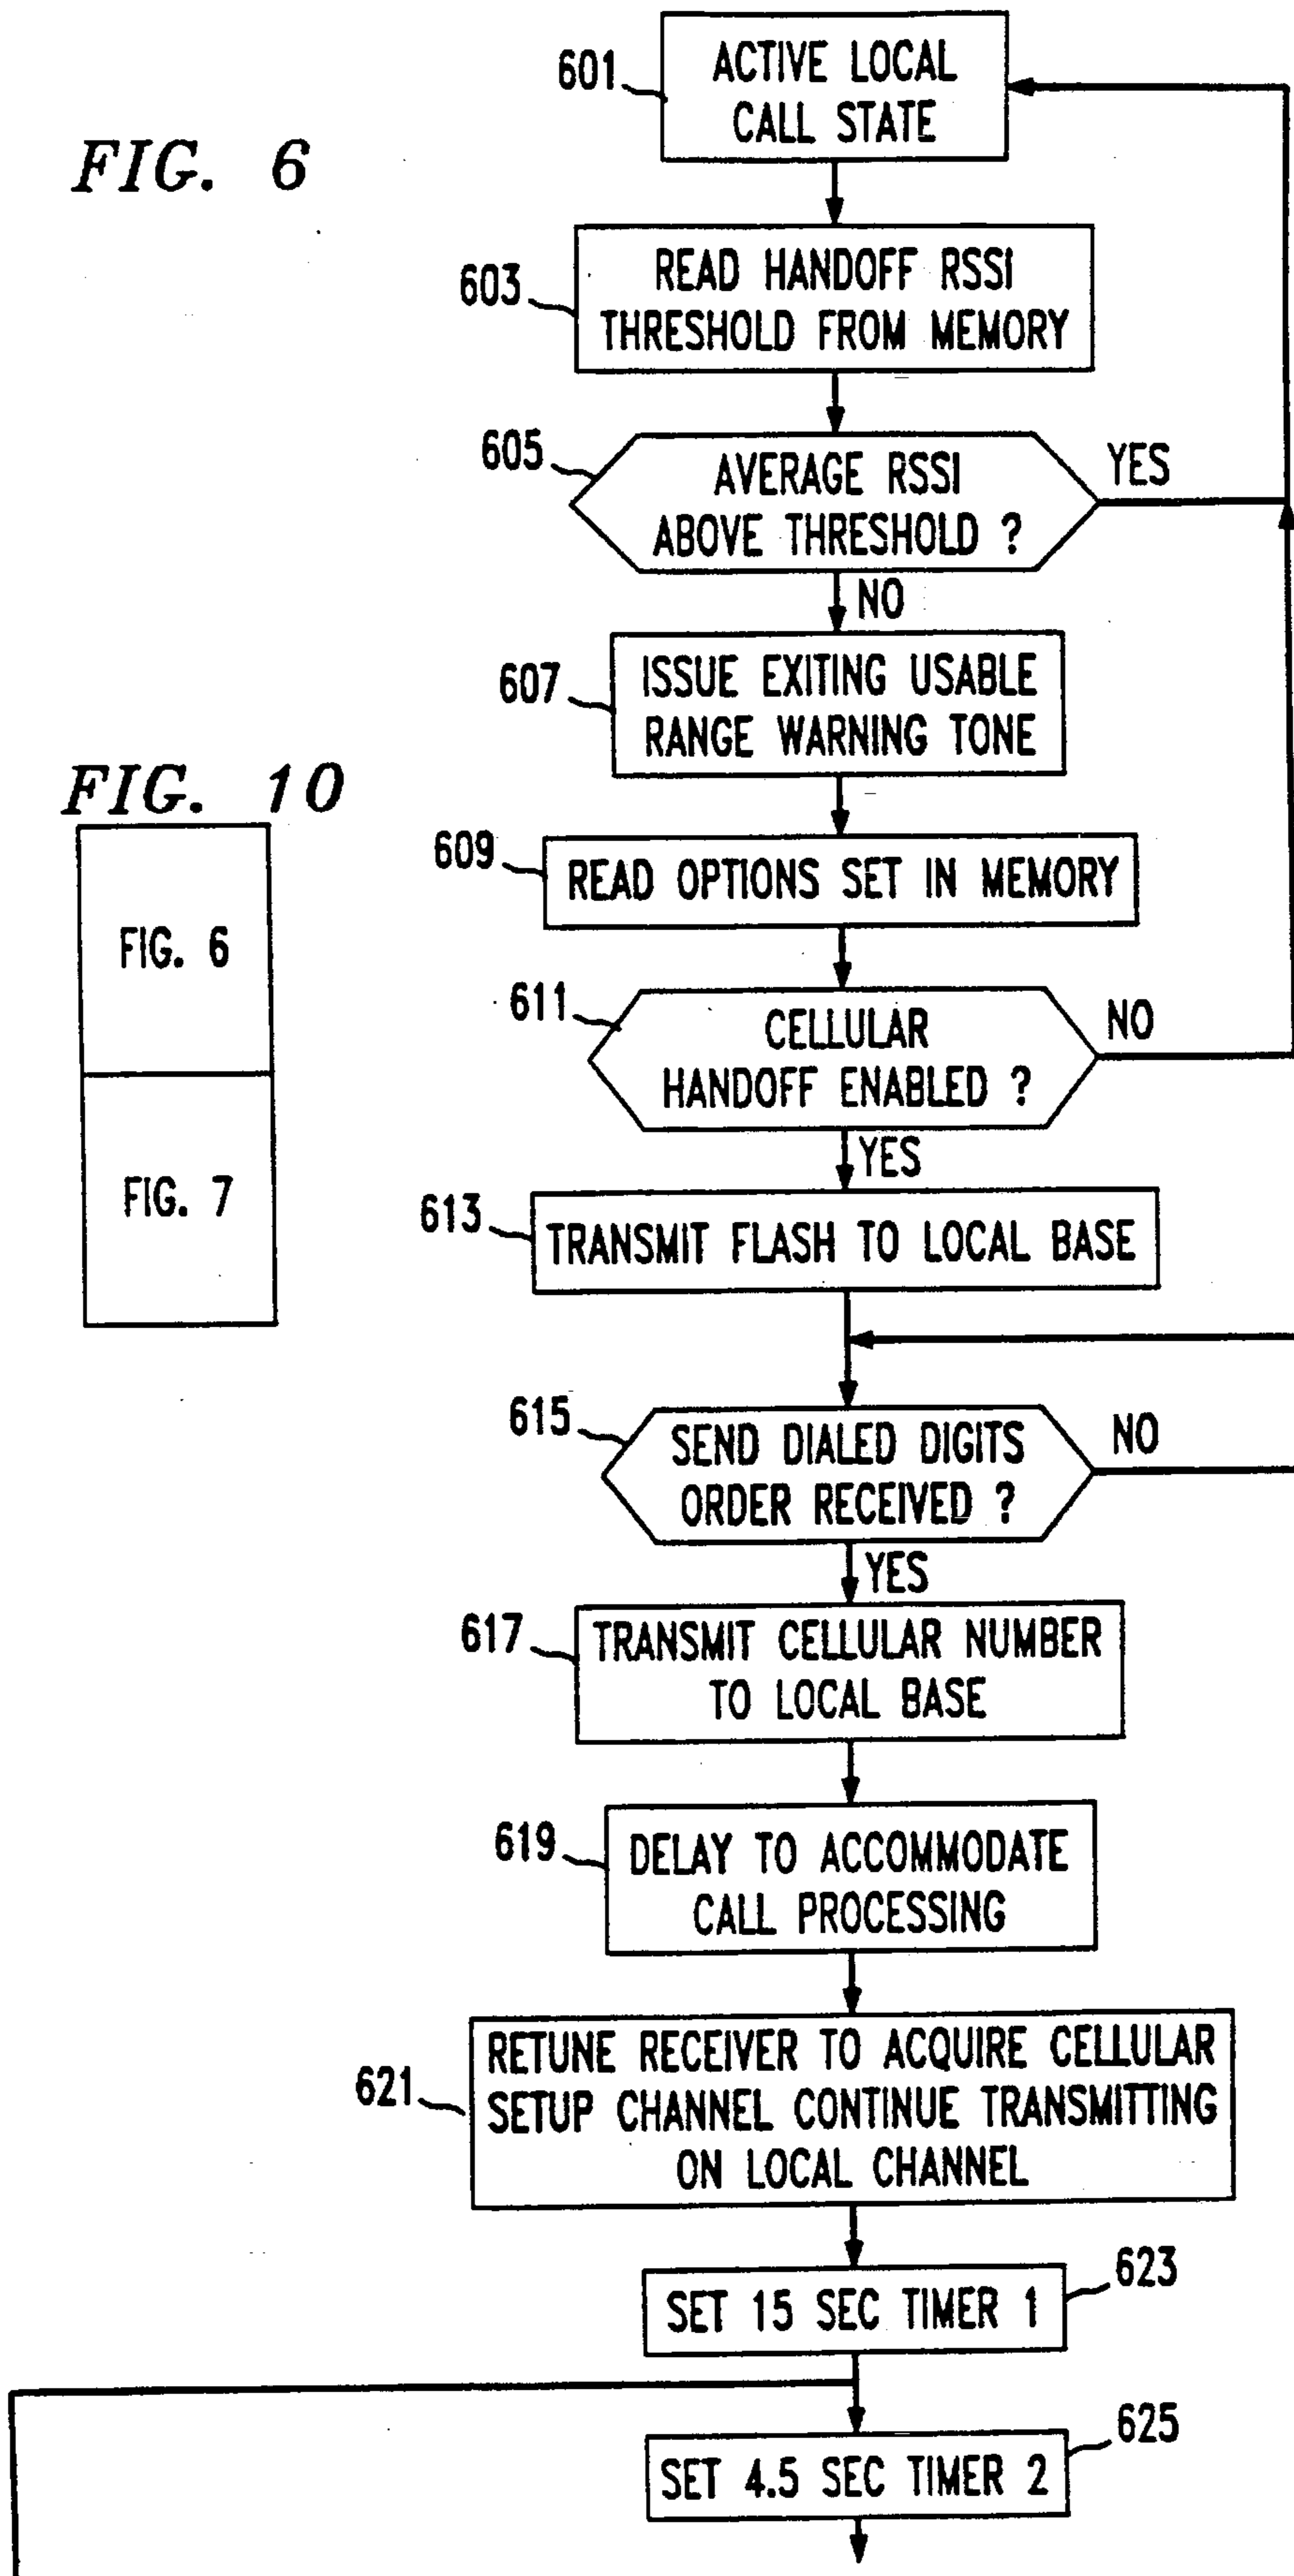 FIG. 6
601
ACTIVE LOCAL
CALL STATE
603
READ HANDOFF RSSI
THRESHOLD FROM MEMORY
605
AVERAGE RSSI
ABOVE THRESHOLD ?
YES
NO
607
ISSUE EXITING USABLE
RANGE WARNING TONE
FIG. 10
FIG. 6
FIG. 7
609
READ OPTIONS SET IN MEMORY
611
CELLULAR
HANDOFF ENABLED ?
NO
YES
613
TRANSMIT FLASH TO LOCAL BASE
615
SEND DIALED DIGITS
ORDER RECEIVED ?
NO
YES
617
TRANSMIT CELLULAR NUMBER
TO LOCAL BASE
619
DELAY TO ACCOMMODATE
CALL PROCESSING
621
RETUNE RECEIVER TO ACQUIRE CELLULAR
SETUP CHANNEL CONTINUE TRANSMITTING
ON LOCAL CHANNEL
623
SET 15 SEC TIMER 1
625
SET 4.5 SEC TIMER 2